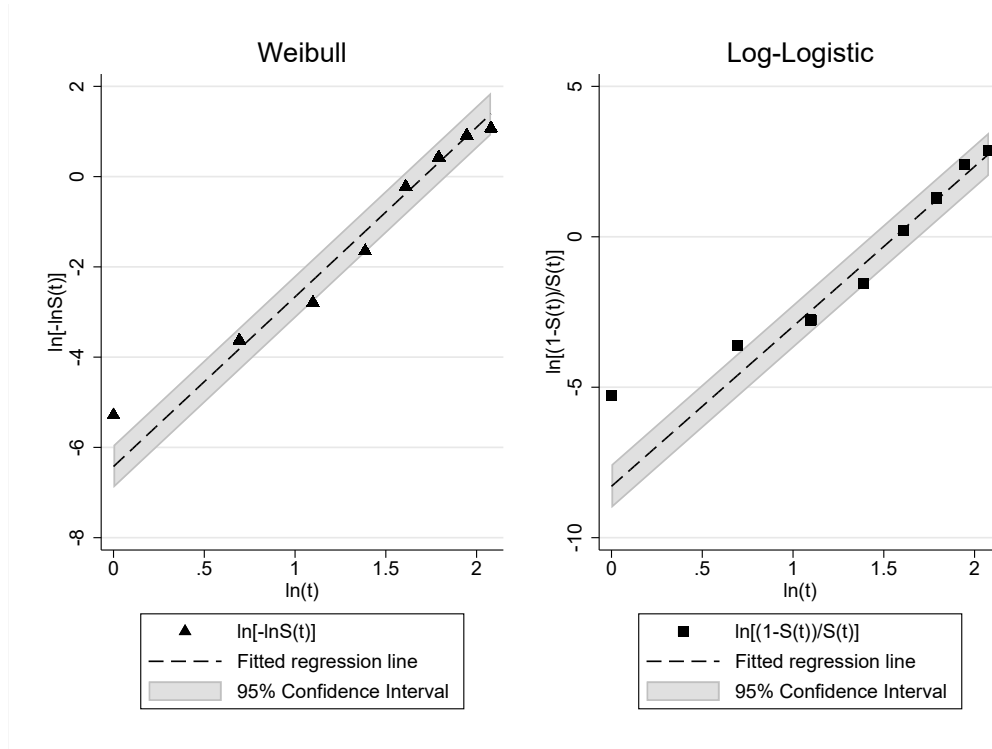 Weibull
ln[-lnS(t)]
2
0
-2
-4
-6
-8
0 .5 1 1.5 2
ln(t)
ln[-lnS(t)]
Fitted regression line
95% Confidence Interval
Log-Logistic
ln[(1-S(t))/S(t)]
5
0
-5
-10
0 .5 1 1.5 2
ln(t)
ln[(1-S(t))/S(t)]
Fitted regression line
95% Confidence Interval